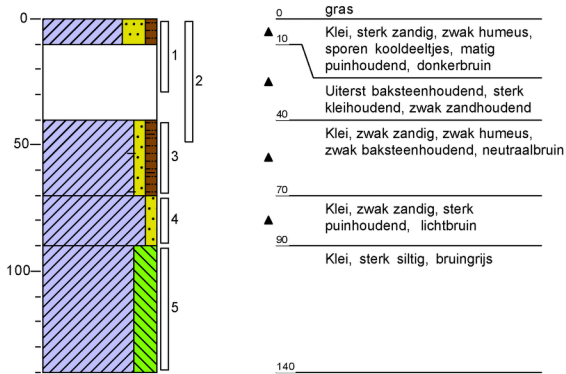 0
50
100
1
2
3
4
5
0 gras
Klei, sterk zandig, zwak humeus,
10 sporen kooldeeltjes, matig
puinhoudend, donkerbruin
Uiterst baksteenhoudend, sterk
kleihoudend, zwak zandhoudend
40
Klei, zwak zandig, zwak humeus,
zwak baksteenhoudend, neutraalbruin
70
Klei, zwak zandig, sterk
puinhoudend, lichtbruin
90
Klei, sterk siltig, bruingrijs
140